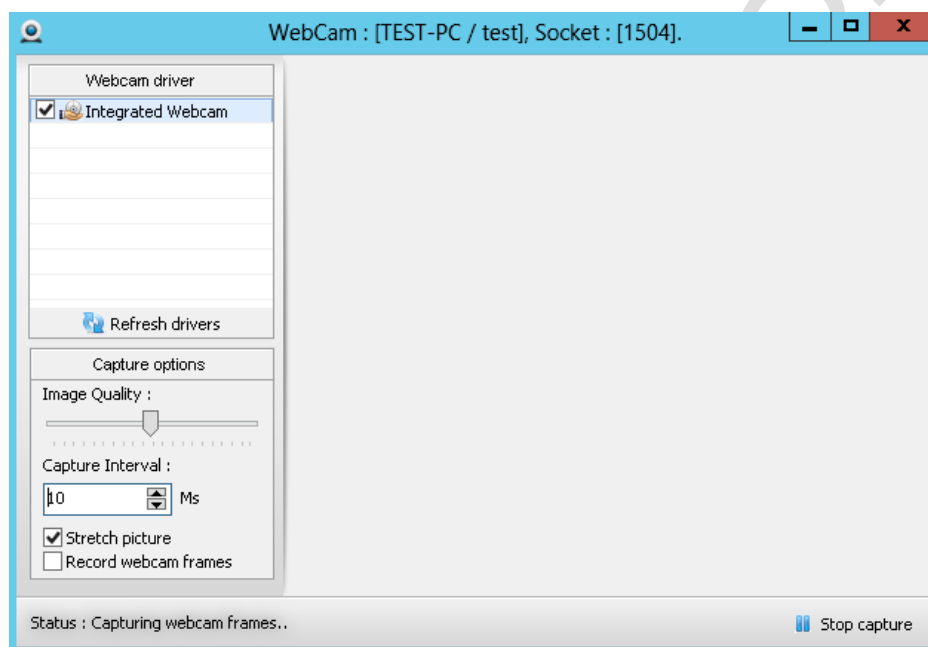 WebCam : [TEST-PC / test], Socket : [1504].
Webcam driver
Integrated Webcam
Refresh drivers
Capture options
Image Quality :
Capture Interval :
10 Ms
Stretch picture
Record webcam frames
Status : Capturing webcam frames..
Stop capture